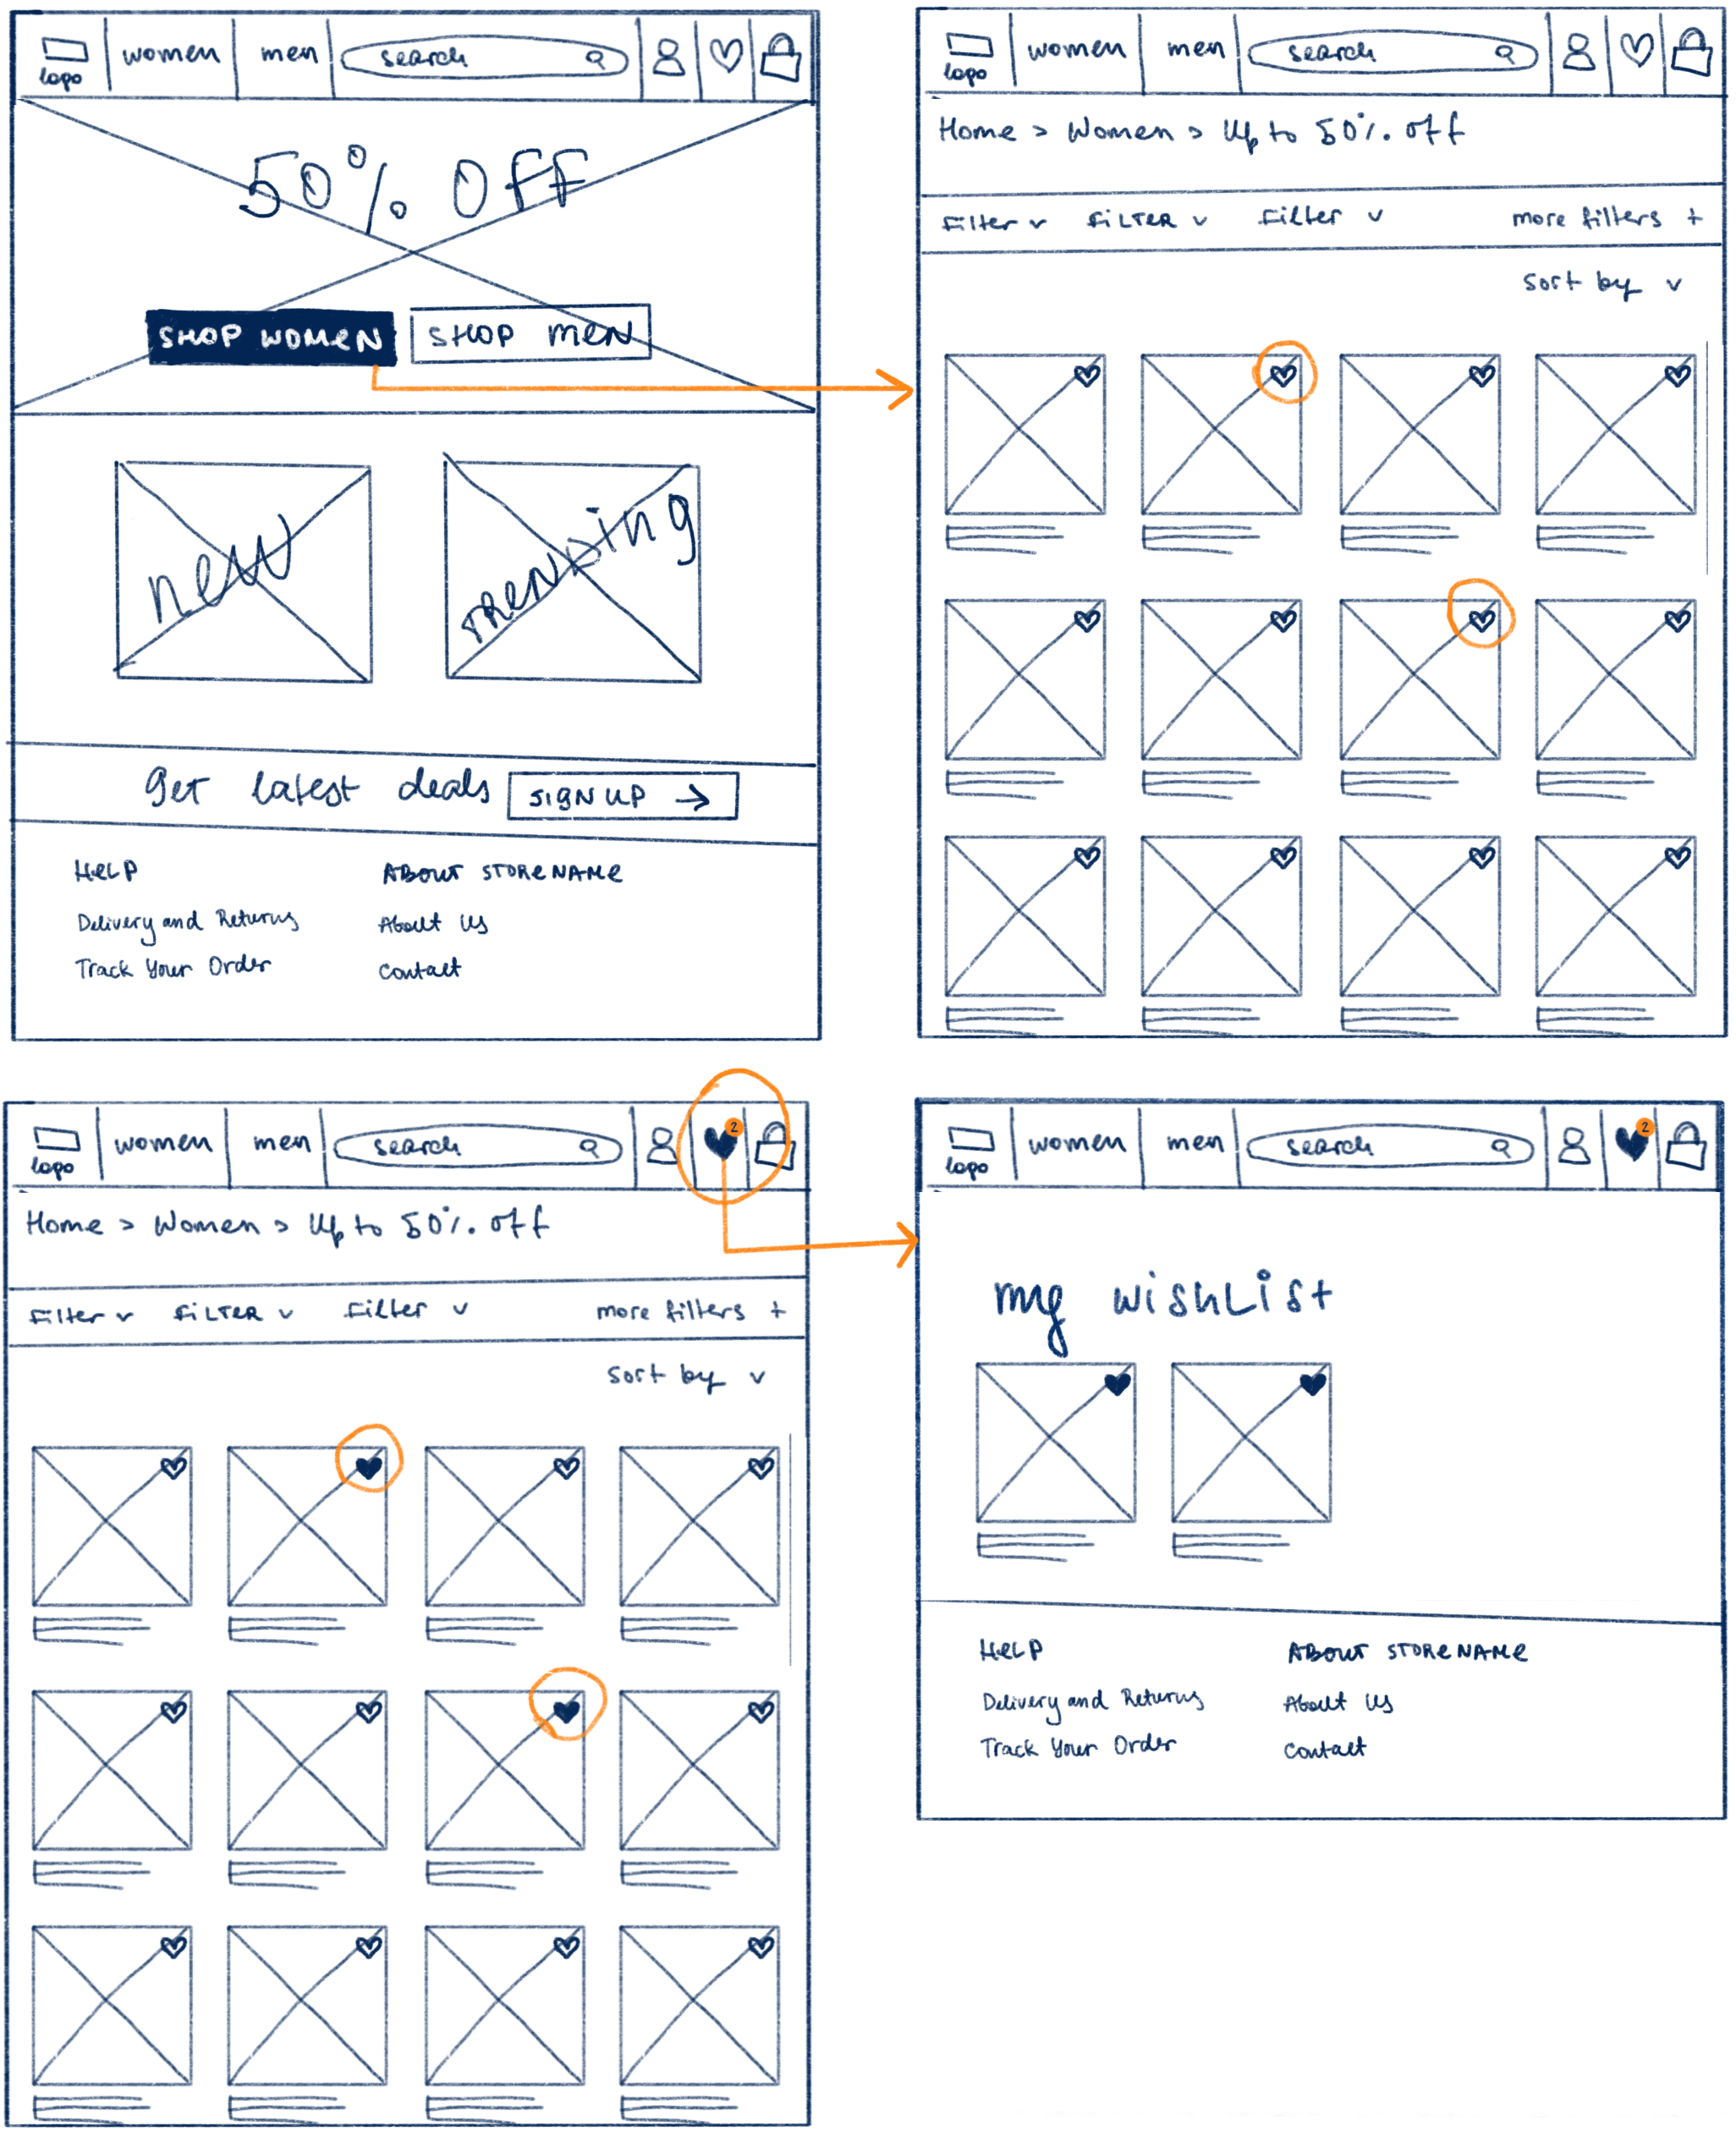 logo women men search
50% Off
SHOP WOMEN SHOP MEN
new TRENDING
Get latest deals SIGN UP →
HELP ABOUT STORENAME
Delivery and Returns About Us
Track Your Order Contact
logo women men search
Home > Women > Up to 50% off
Filter v FILTER v Filter v more filters +
sort by v
logo women men search 2
Home > Women > Up to 50% off
Filter v FILTER v Filter v more filters +
sort by v
logo women men search 2
my wishlist
HELP ABOUT STORENAME
Delivery and Returns About Us
Track Your Order Contact